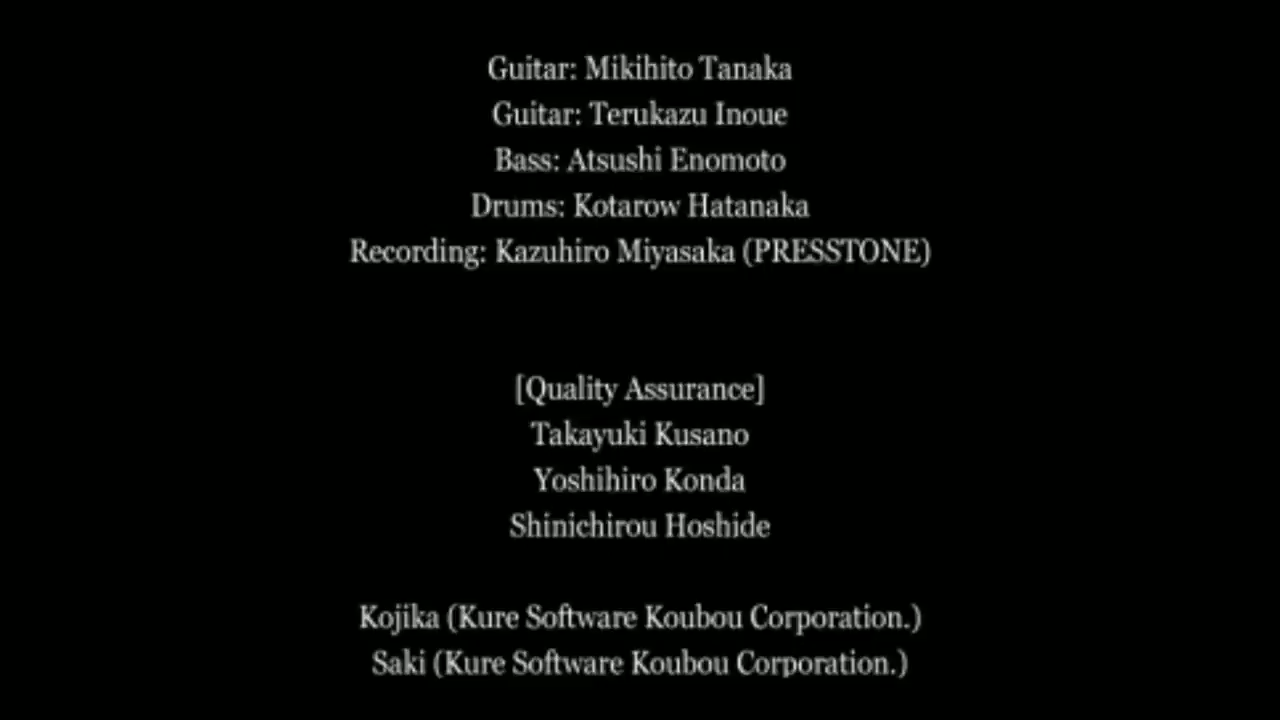 Guitar: Mikihito Tanaka
Guitar: Terukazu Inoue
Bass: Atsushi Enomoto
Drums: Kotarow Hatanaka
Recording: Kazuhiro Miyasaka (PRESSTONE)
[Quality Assurance]
Takayuki Kusano
Yoshihiro Konda
Shinichirou Hoshide
Kojika (Kure Software Koubou Corporation.)
Saki (Kure Software Koubou Corporation.)